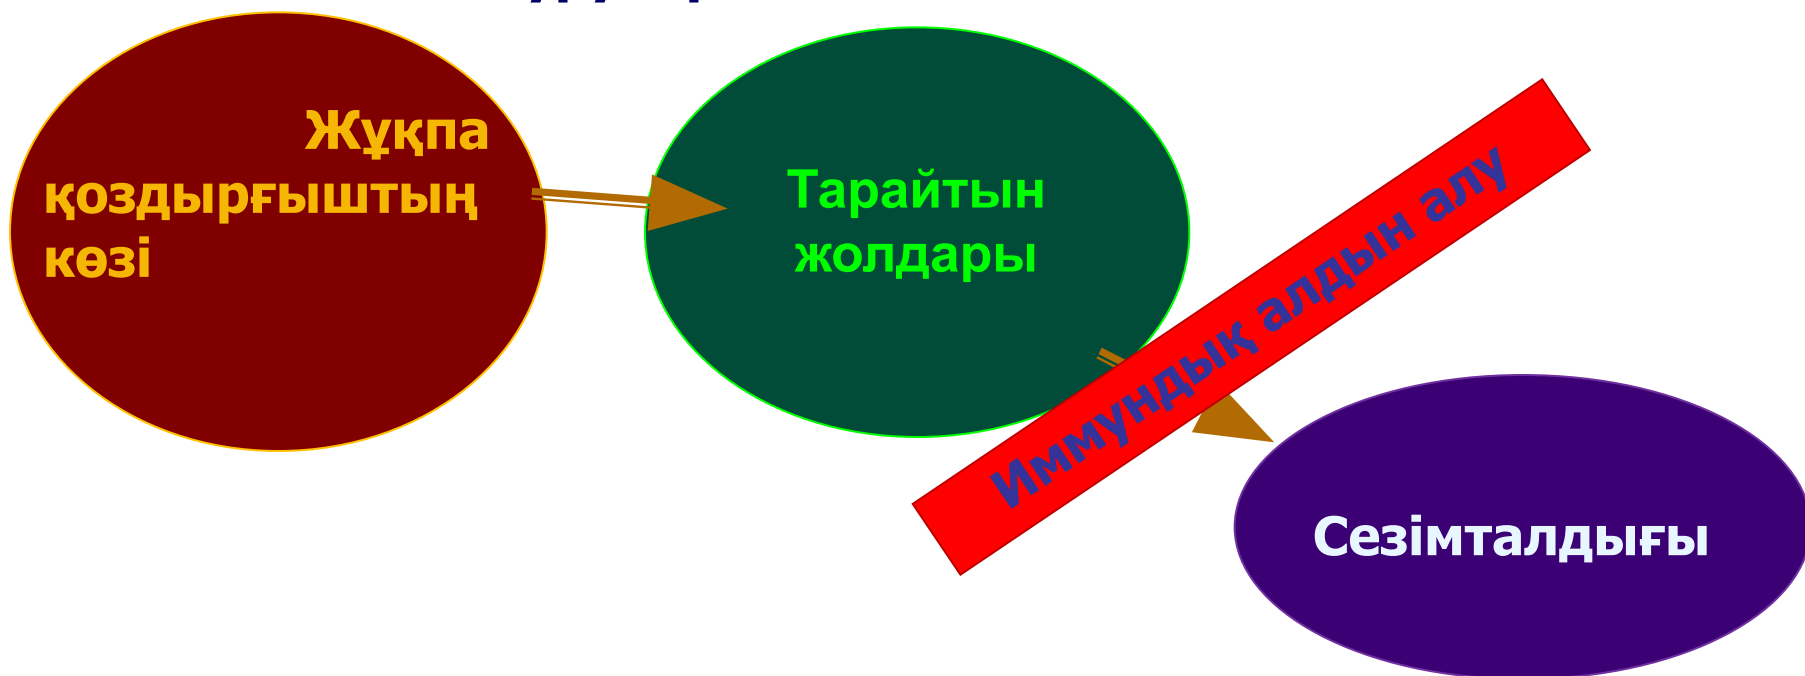 Жұқпа
қоздырғыштың
көзі
Тарайтын
жолдары
Иммундық алдын алу
Сезімталдығы